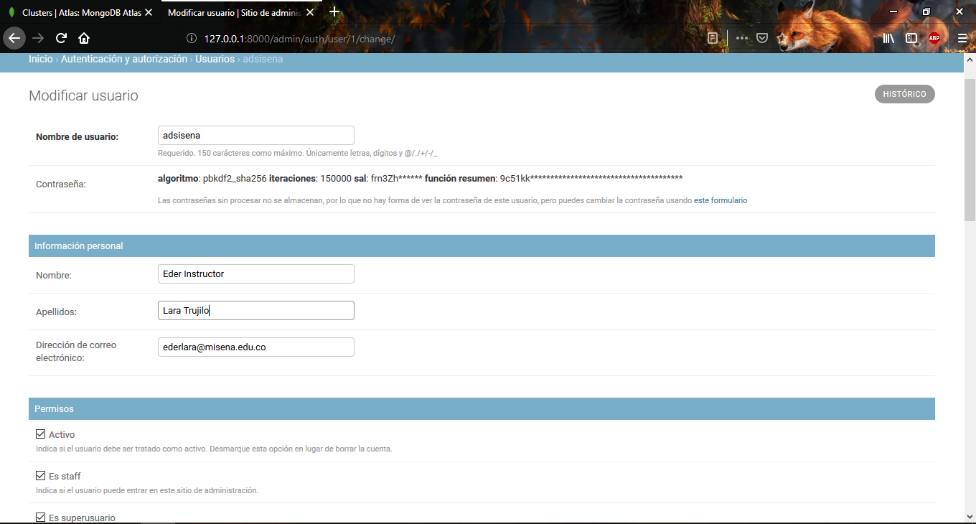 Clusters | Atlas: MongoDB Atlas
Modificar usuario | Sitio de adminis
127.0.0.1:8000/admin/auth/user/1/change/
ABP
Inicio › Autenticación y autorización › Usuarios › adsisena
Modificar usuario
HISTÓRICO
Nombre de usuario:
adsisena
Requerido. 150 carácteres como máximo. Únicamente letras, dígitos y @/./+/-/_
Contraseña:
algoritmo: pbkdf2_sha256 iteraciones: 150000 sal: frn3Zh****** función resumen: 9c51kk**************************************
Las contraseñas sin procesar no se almacenan, por lo que no hay forma de ver la contraseña de este usuario, pero puedes cambiar la contraseña usando este formulario
Información personal
Nombre:
Eder Instructor
Apellidos:
Lara Trujilo
Dirección de correo
electrónico:
ederlara@misena.edu.co
Permisos
Activo
Indica si el usuario debe ser tratado como activo. Desmarque esta opción en lugar de borrar la cuenta.
Es staff
Indica si el usuario puede entrar en este sitio de administración.
Es superusuario